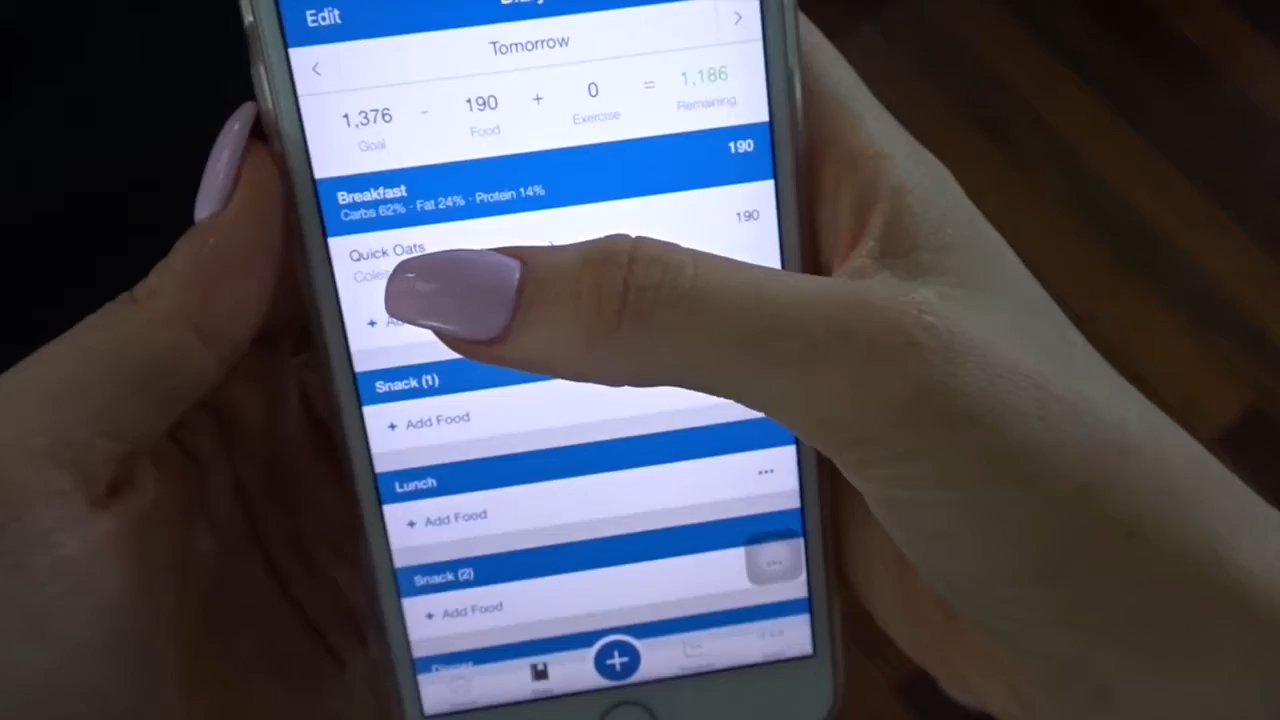 Edit
Tomorrow
1,376 - 190 + 0 = 1,186
Goal Food Exercise Remaining
Breakfast 190
Carbs 62% - Fat 24% - Protein 14%
Quick Oats 190
Snack (1)
+ Add Food
Lunch
+ Add Food
Snack (2)
+ Add Food